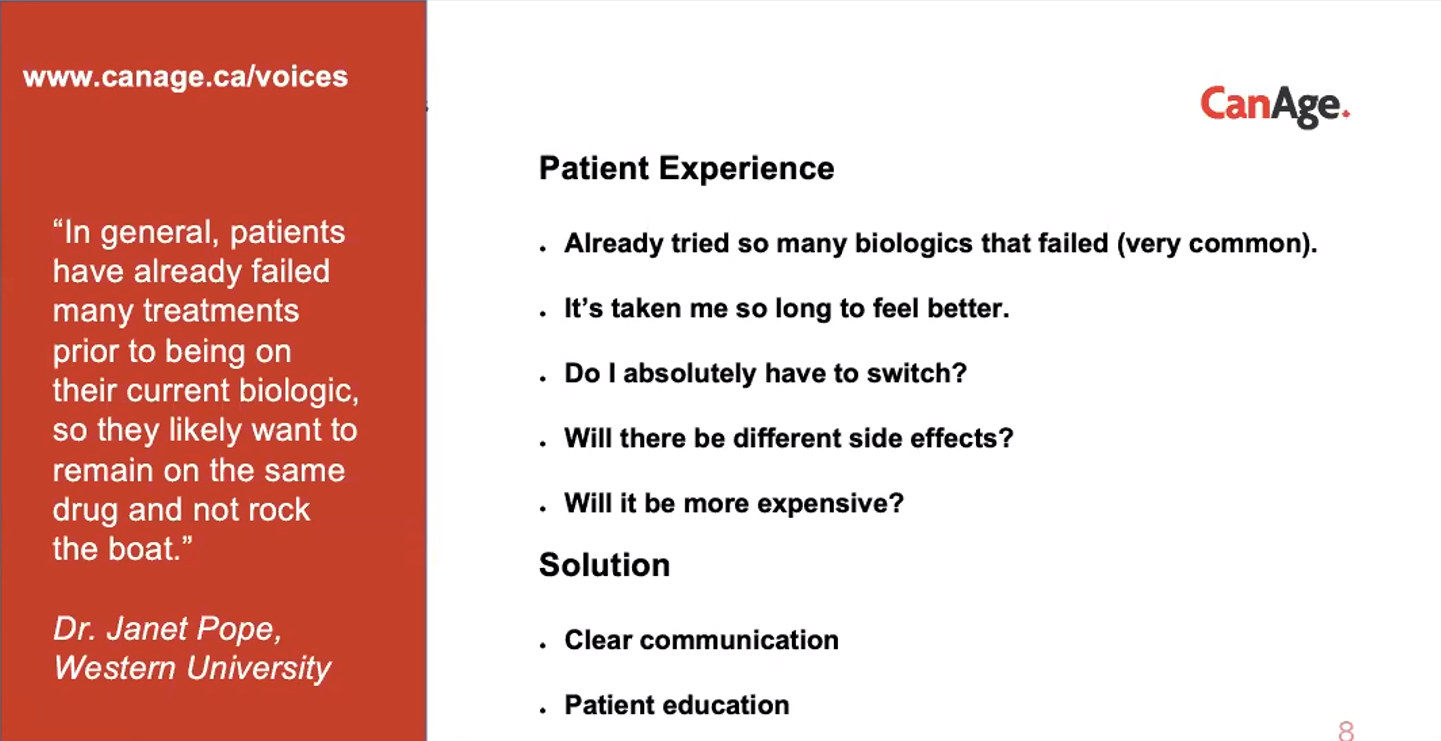 www.canage.ca/voices
“In general, patients
have already failed
many treatments
prior to being on
their current biologic,
so they likely want to
remain on the same
drug and not rock
the boat.”
Dr. Janet Pope,
Western University
CanAge.
Patient Experience
. Already tried so many biologics that failed (very common).
. It’s taken me so long to feel better.
. Do I absolutely have to switch?
. Will there be different side effects?
. Will it be more expensive?
Solution
. Clear communication
. Patient education
8